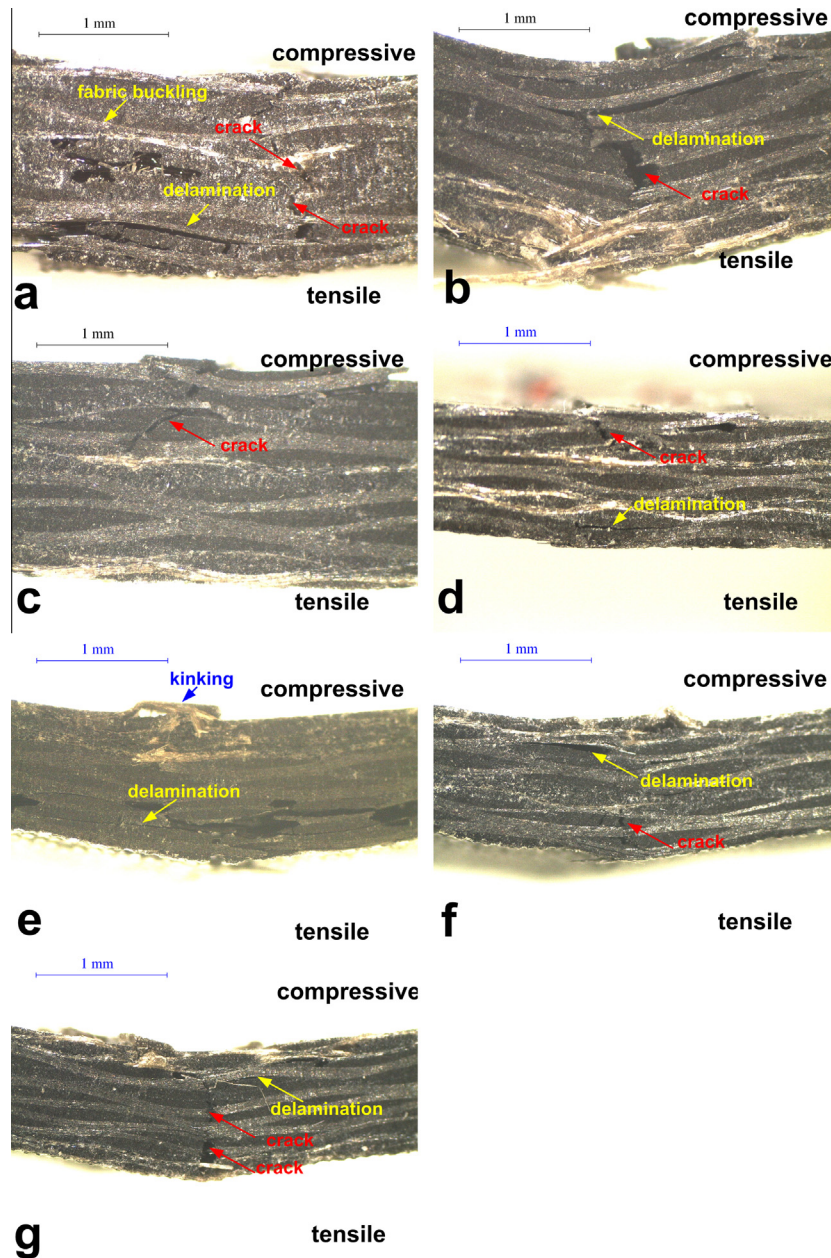 1 mm
compressive
fabric buckling
crack
delamination
crack
a
tensile
1 mm
compressive
delamination
crack
tensile
b
1 mm
compressive
crack
c
tensile
1 mm
compressive
crack
delamination
d
tensile
1 mm
kinking
compressive
delamination
e
tensile
1 mm
compressive
delamination
crack
f
tensile
1 mm
compressive
delamination
crack
crack
g
tensile